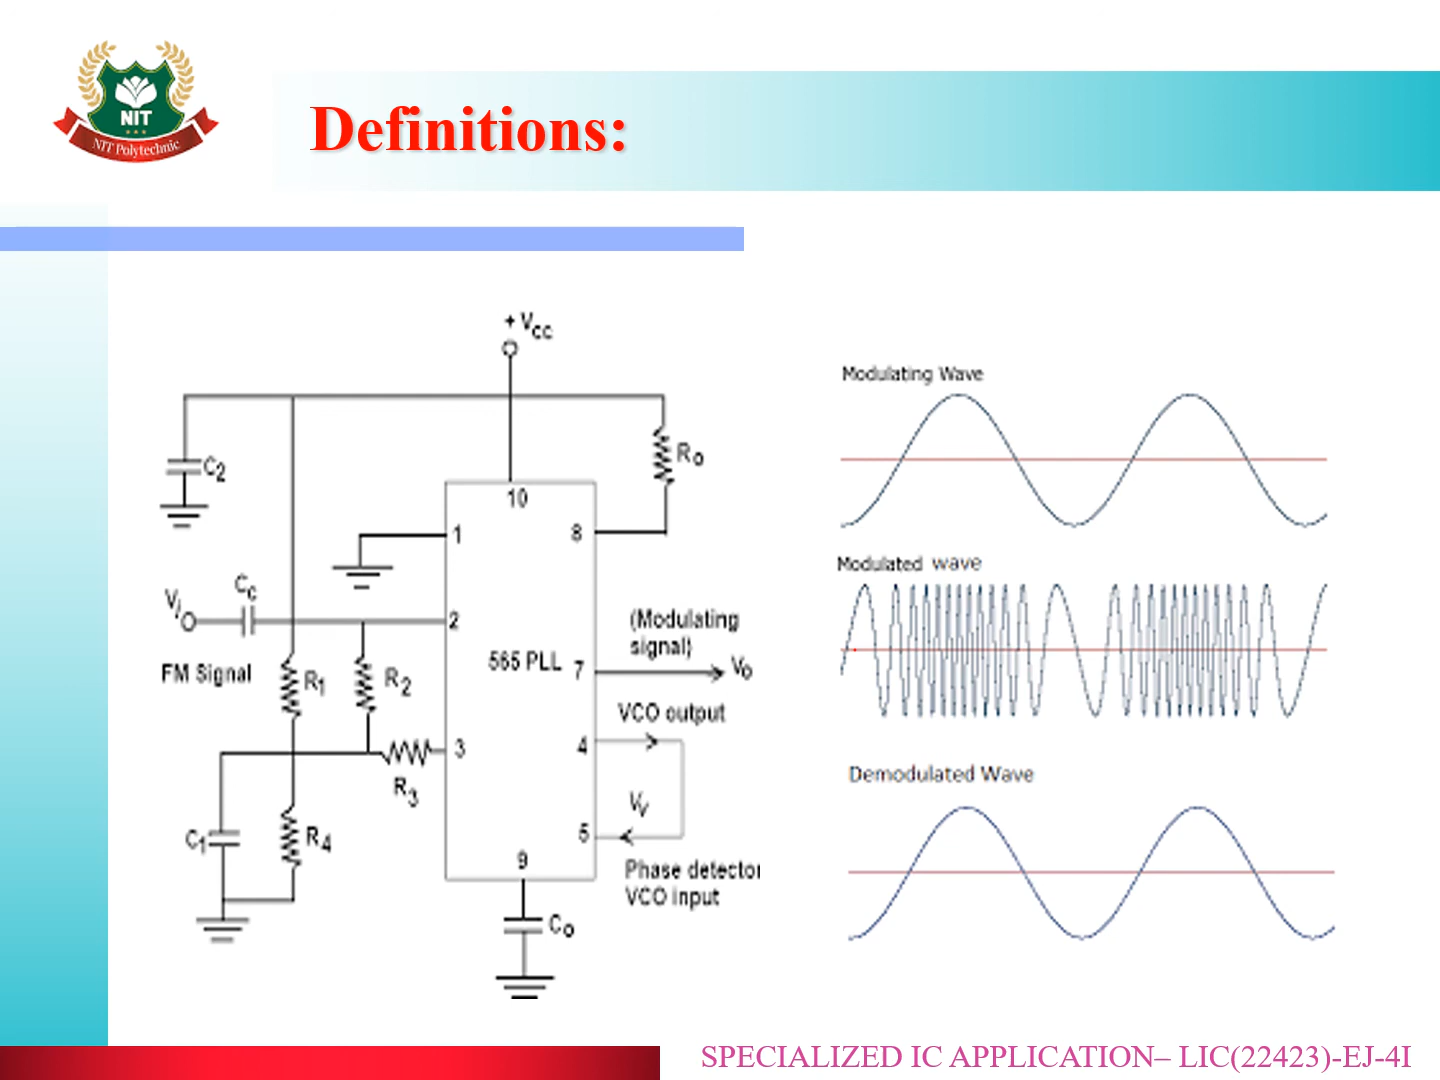 NIT
NIT Polytechnic
Definitions:
+ Vcc
C2
Ro
10
1
8
Cc
Vi
2
FM Signal
R1
R2
565 PLL
7
(Modulating
signal)
Vo
VCO output
4
3
R3
Vv
C1
R4
5
9
Phase detector
VCO input
Co
Modulating Wave
Modulated wave
Demodulated Wave
SPECIALIZED IC APPLICATION– LIC(22423)-EJ-4I